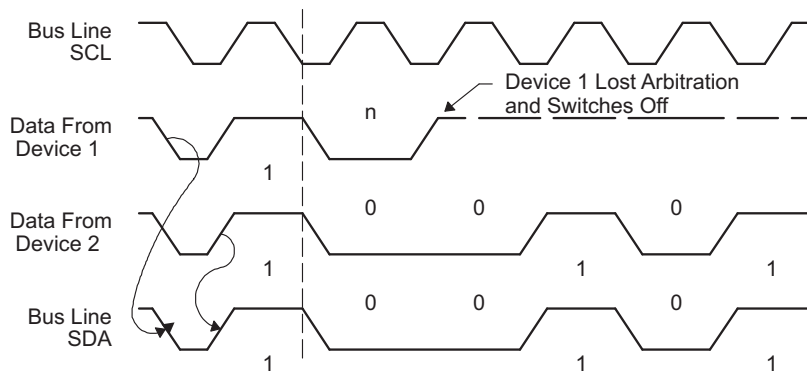 Bus Line
SCL
Device 1 Lost Arbitration
and Switches Off
n
Data From
Device 1
1
0 0 0
Data From
Device 2
1 1 1
0 0 0
Bus Line
SDA
1 1 1